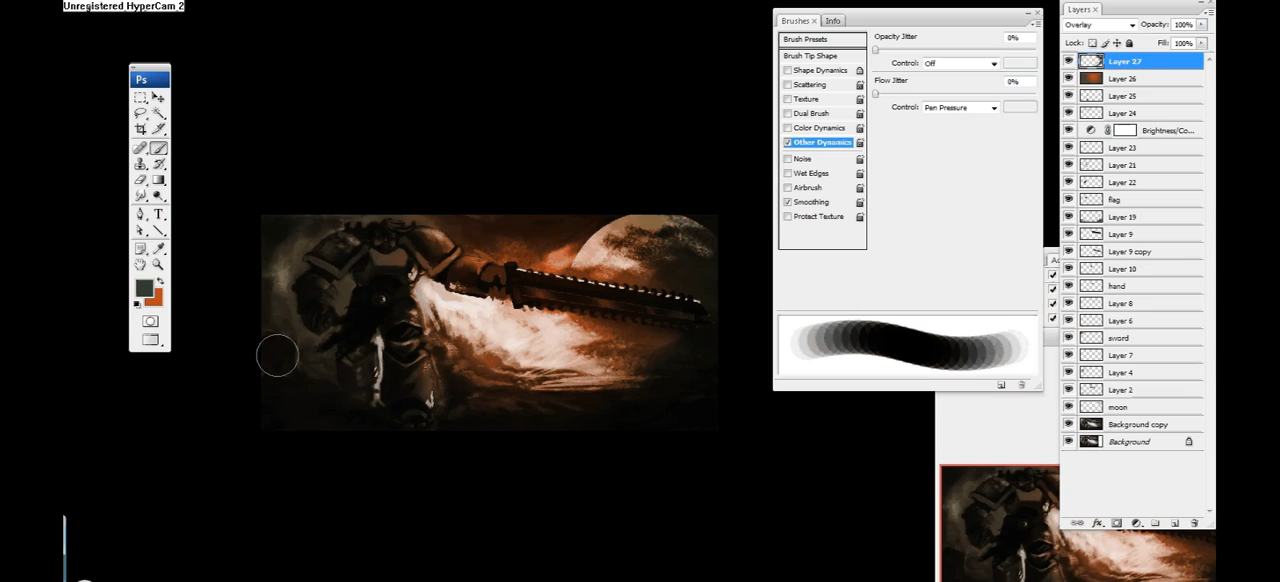 Unregistered HyperCam 2
Ps
T
Brushes x Info
Brush Presets
Brush Tip Shape
Shape Dynamics
Scattering
Texture
Dual Brush
Color Dynamics
Other Dynamics
Noise
Wet Edges
Airbrush
Smoothing
Protect Texture
Opacity Jitter 0%
Control: Off
Flow Jitter 0%
Control: Pen Pressure
Layers x
Overlay Opacity: 100%
Lock: Fill: 100%
Layer 27
Layer 26
Layer 25
Layer 24
Brightness/Co...
Layer 23
Layer 21
Layer 22
flag
Layer 19
Layer 9
Layer 9 copy
Layer 10
hand
Layer 8
Layer 6
sword
Layer 7
Layer 4
Layer 2
moon
Background copy
Background
fx